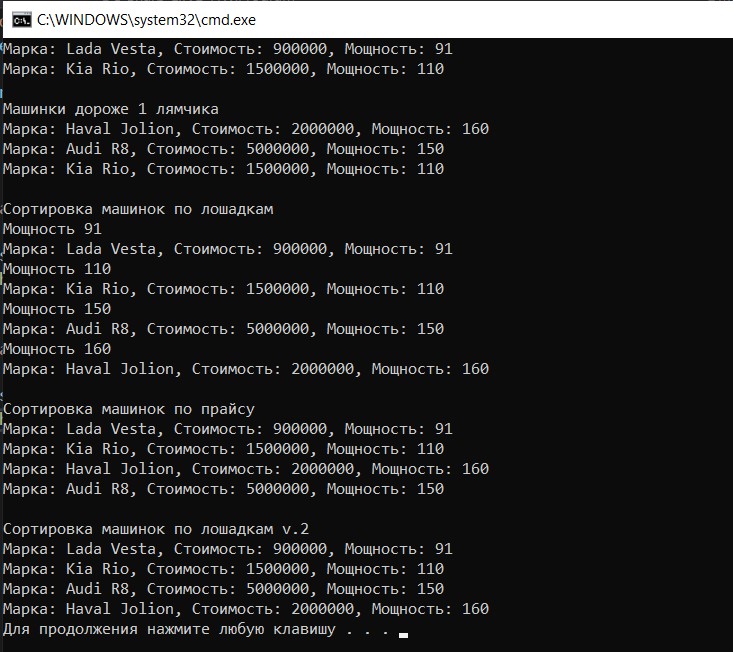 C:\WINDOWS\system32\cmd.exe
Марка: Lada Vesta, Стоимость: 900000, Мощность: 91
Марка: Kia Rio, Стоимость: 1500000, Мощность: 110
Машинки дороже 1 лямчика
Марка: Haval Jolion, Стоимость: 2000000, Мощность: 160
Марка: Audi R8, Стоимость: 5000000, Мощность: 150
Марка: Kia Rio, Стоимость: 1500000, Мощность: 110
Сортировка машинок по лошадкам
Мощность 91
Марка: Lada Vesta, Стоимость: 900000, Мощность: 91
Мощность 110
Марка: Kia Rio, Стоимость: 1500000, Мощность: 110
Мощность 150
Марка: Audi R8, Стоимость: 5000000, Мощность: 150
Мощность 160
Марка: Haval Jolion, Стоимость: 2000000, Мощность: 160
Сортировка машинок по прайсу
Марка: Lada Vesta, Стоимость: 900000, Мощность: 91
Марка: Kia Rio, Стоимость: 1500000, Мощность: 110
Марка: Haval Jolion, Стоимость: 2000000, Мощность: 160
Марка: Audi R8, Стоимость: 5000000, Мощность: 150
Сортировка машинок по лошадкам v.2
Марка: Lada Vesta, Стоимость: 900000, Мощность: 91
Марка: Kia Rio, Стоимость: 1500000, Мощность: 110
Марка: Audi R8, Стоимость: 5000000, Мощность: 150
Марка: Haval Jolion, Стоимость: 2000000, Мощность: 160
Для продолжения нажмите любую клавишу . . .